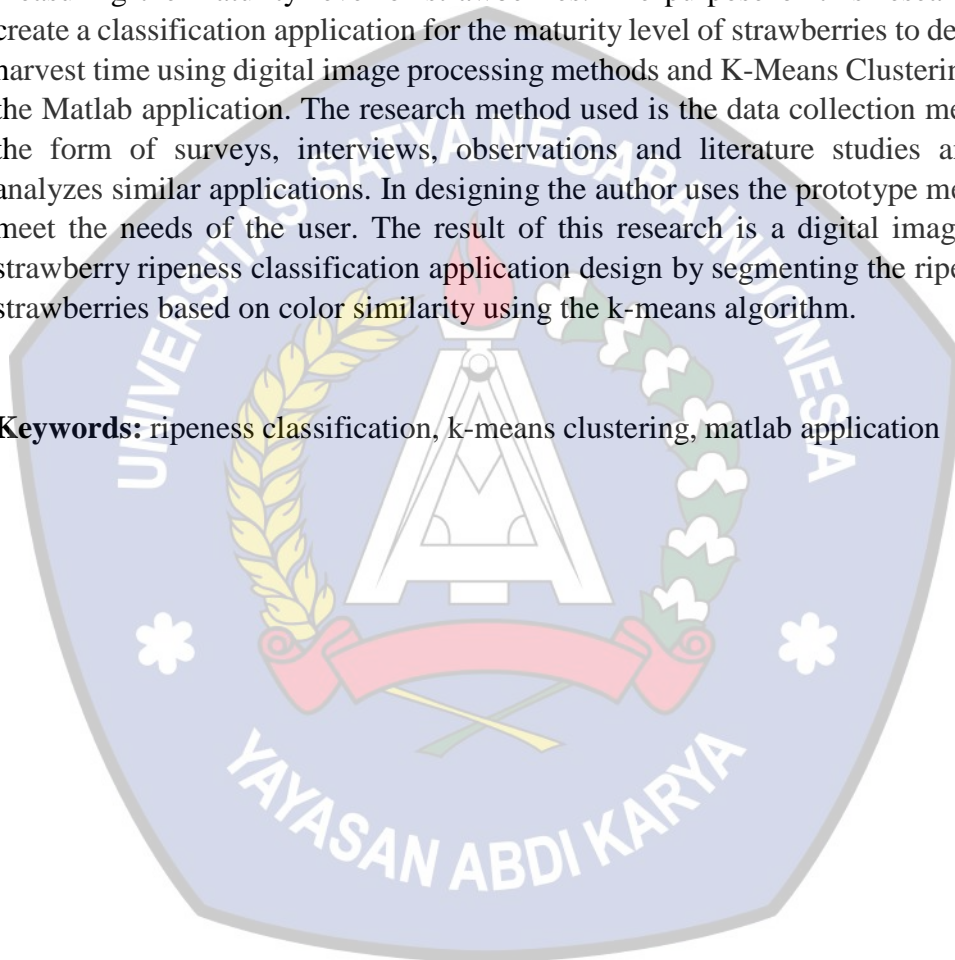 create a classification application for the maturity level of strawberries to de
harvest time using digital image processing methods and K-Means Clusterin
the Matlab application. The research method used is the data collection me
the form of surveys, interviews, observations and literature studies a
analyzes similar applications. In designing the author uses the prototype me
meet the needs of the user. The result of this research is a digital imag
strawberry ripeness classification application design by segmenting the ripe
strawberries based on color similarity using the k-means algorithm.
Keywords: ripeness classification, k-means clustering, matlab application
UNIVERSITAS SATYA NEGARA INDONESIA
YAYASAN ABDI KARYA